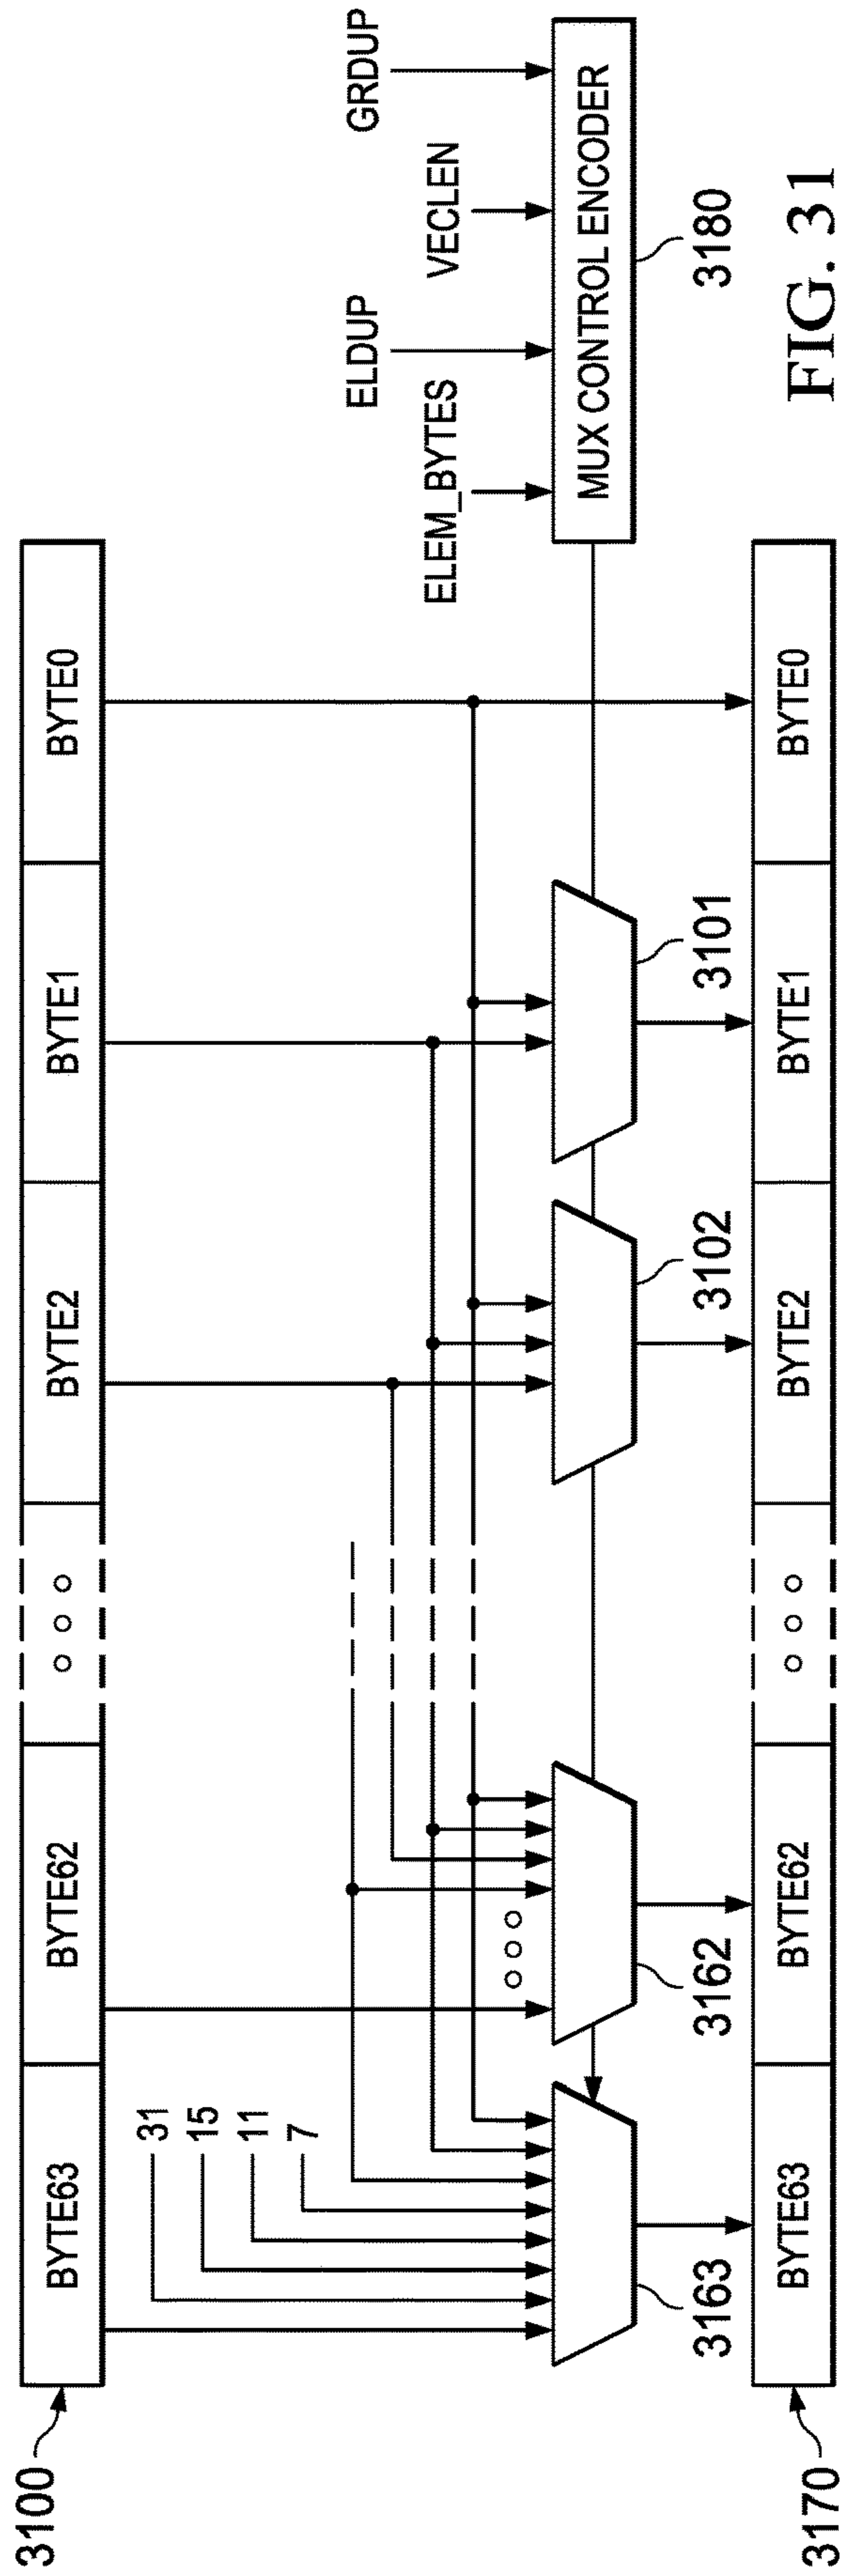 3100
BYTE63
BYTE62
BYTE2
BYTE1
BYTE0
31
15
11
7
GRDUP
ELDUP
VECLEN
ELEM_BYTES
MUX CONTROL ENCODER
3163
3162
3102
3101
3180
3170
BYTE63
BYTE62
BYTE2
BYTE1
BYTE0
FIG. 31